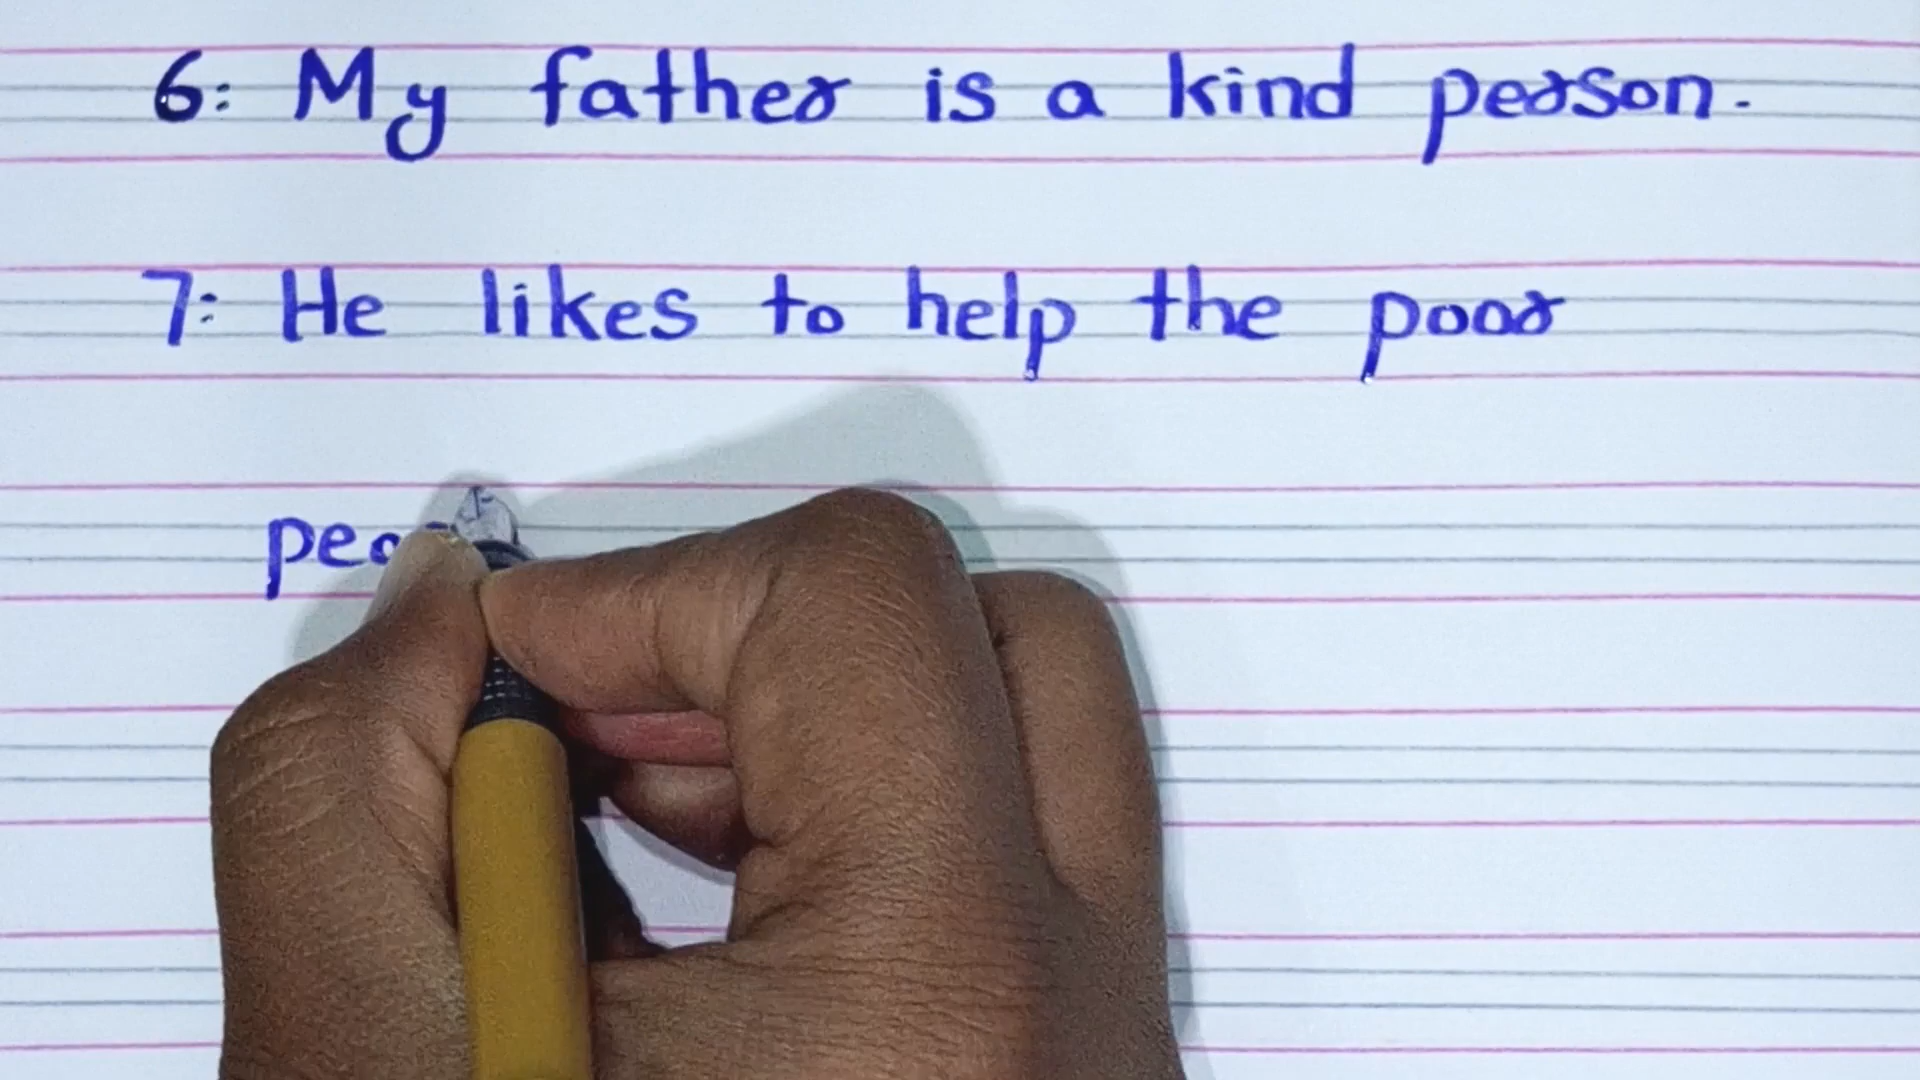 6: My father is a kind person.
7: He likes to help the poor